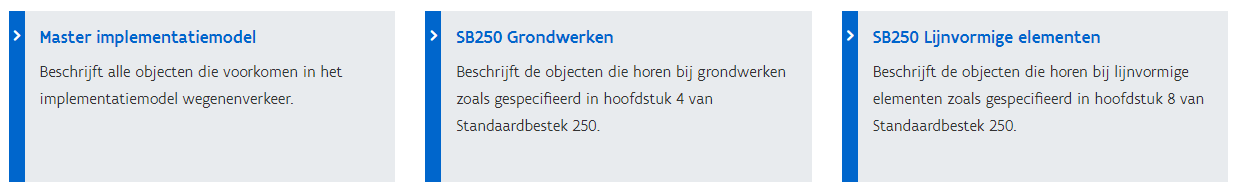 Master implementatiemodel
Beschrijft alle objecten die voorkomen in het
implementatiemodel wegenenverkeer.
SB250 Grondwerken
Beschrijft de objecten die horen bij grondwerken
zoals gespecifieerd in hoofdstuk 4 van
Standaardbestek 250.
SB250 Lijnvormige elementen
Beschrijft de objecten die horen bij lijnvormige
elementen zoals gespecifieerd in hoofdstuk 8 van
Standaardbestek 250.